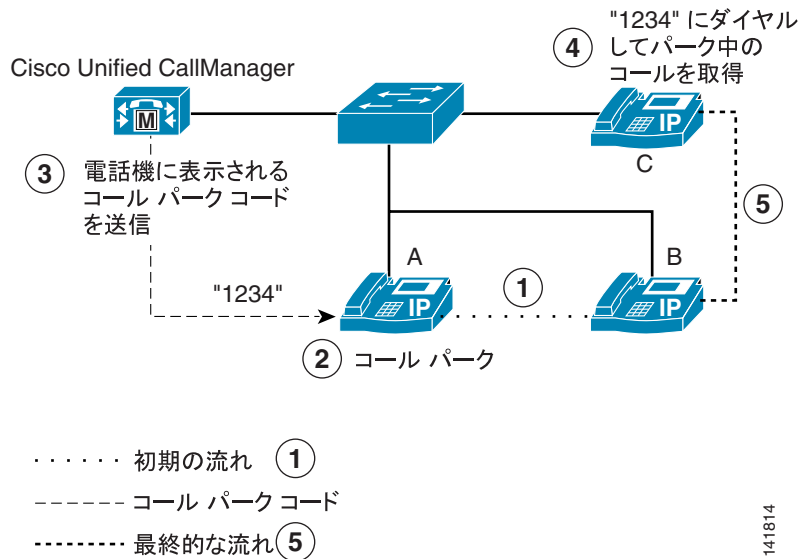 "1234" にダイヤル
してパーク中の
コールを取得
4
Cisco Unified CallManager
M
IP
C
3
電話機に表示される
コール パーク コード
を送信
5
A
B
"1234"
1
IP
IP
2 コール パーク
初期の流れ 1
コール パーク コード
最終的な流れ 5
141814